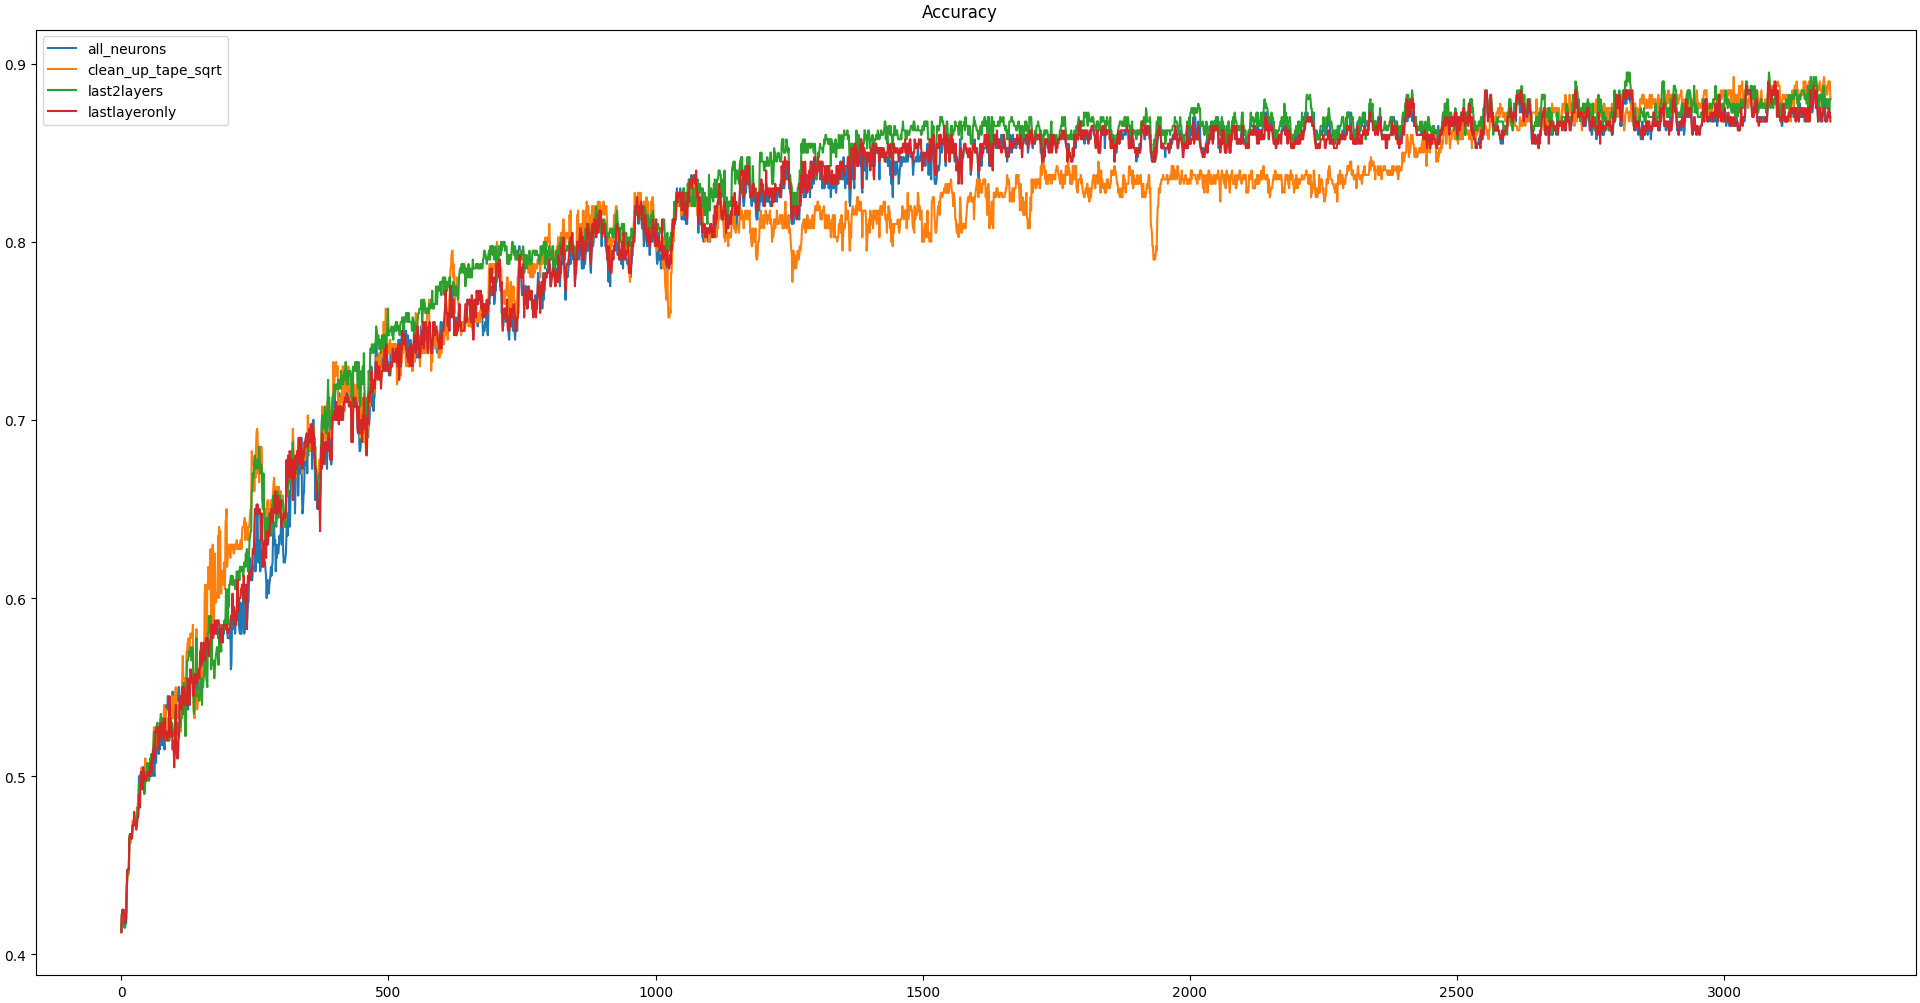 Accuracy
all_neurons
clean_up_tape_sqrt
last2layers
lastlayeronly
0.9
0.8
0.7
0.6
0.5
0.4
0 500 1000 1500 2000 2500 3000